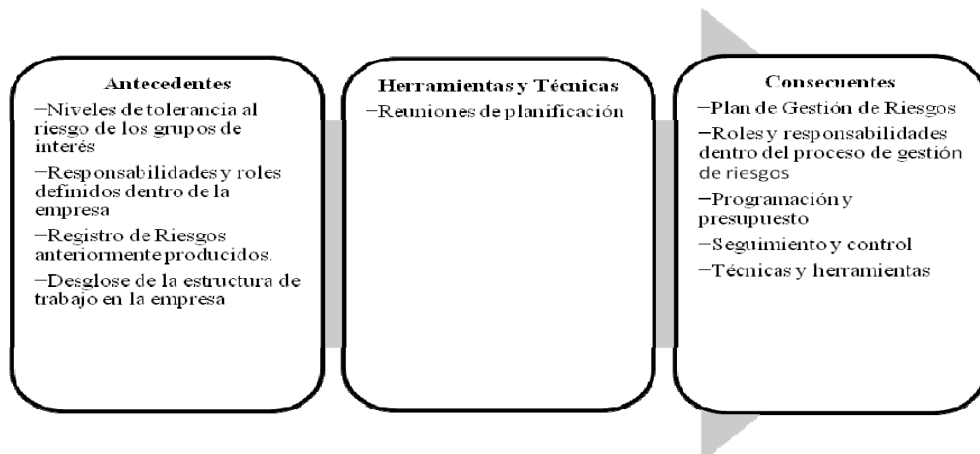 Antecedentes
–Niveles de tolerancia al
riesgo de los grupos de
interés
–Responsabilidades y roles
definidos dentro de la
empresa
–Registro de Riesgos
anteriormente producidos.
–Desglose de la estructura de
trabajo en la empresa
Herramientas y Técnicas
–Reuniones de planificación
Consecuentes
–Plan de Gestión de Riesgos
–Roles y responsabilidades
dentro del proceso de gestión
de riesgos
–Programación y
presupuesto
–Seguimiento y control
–Técnicas y herramientas